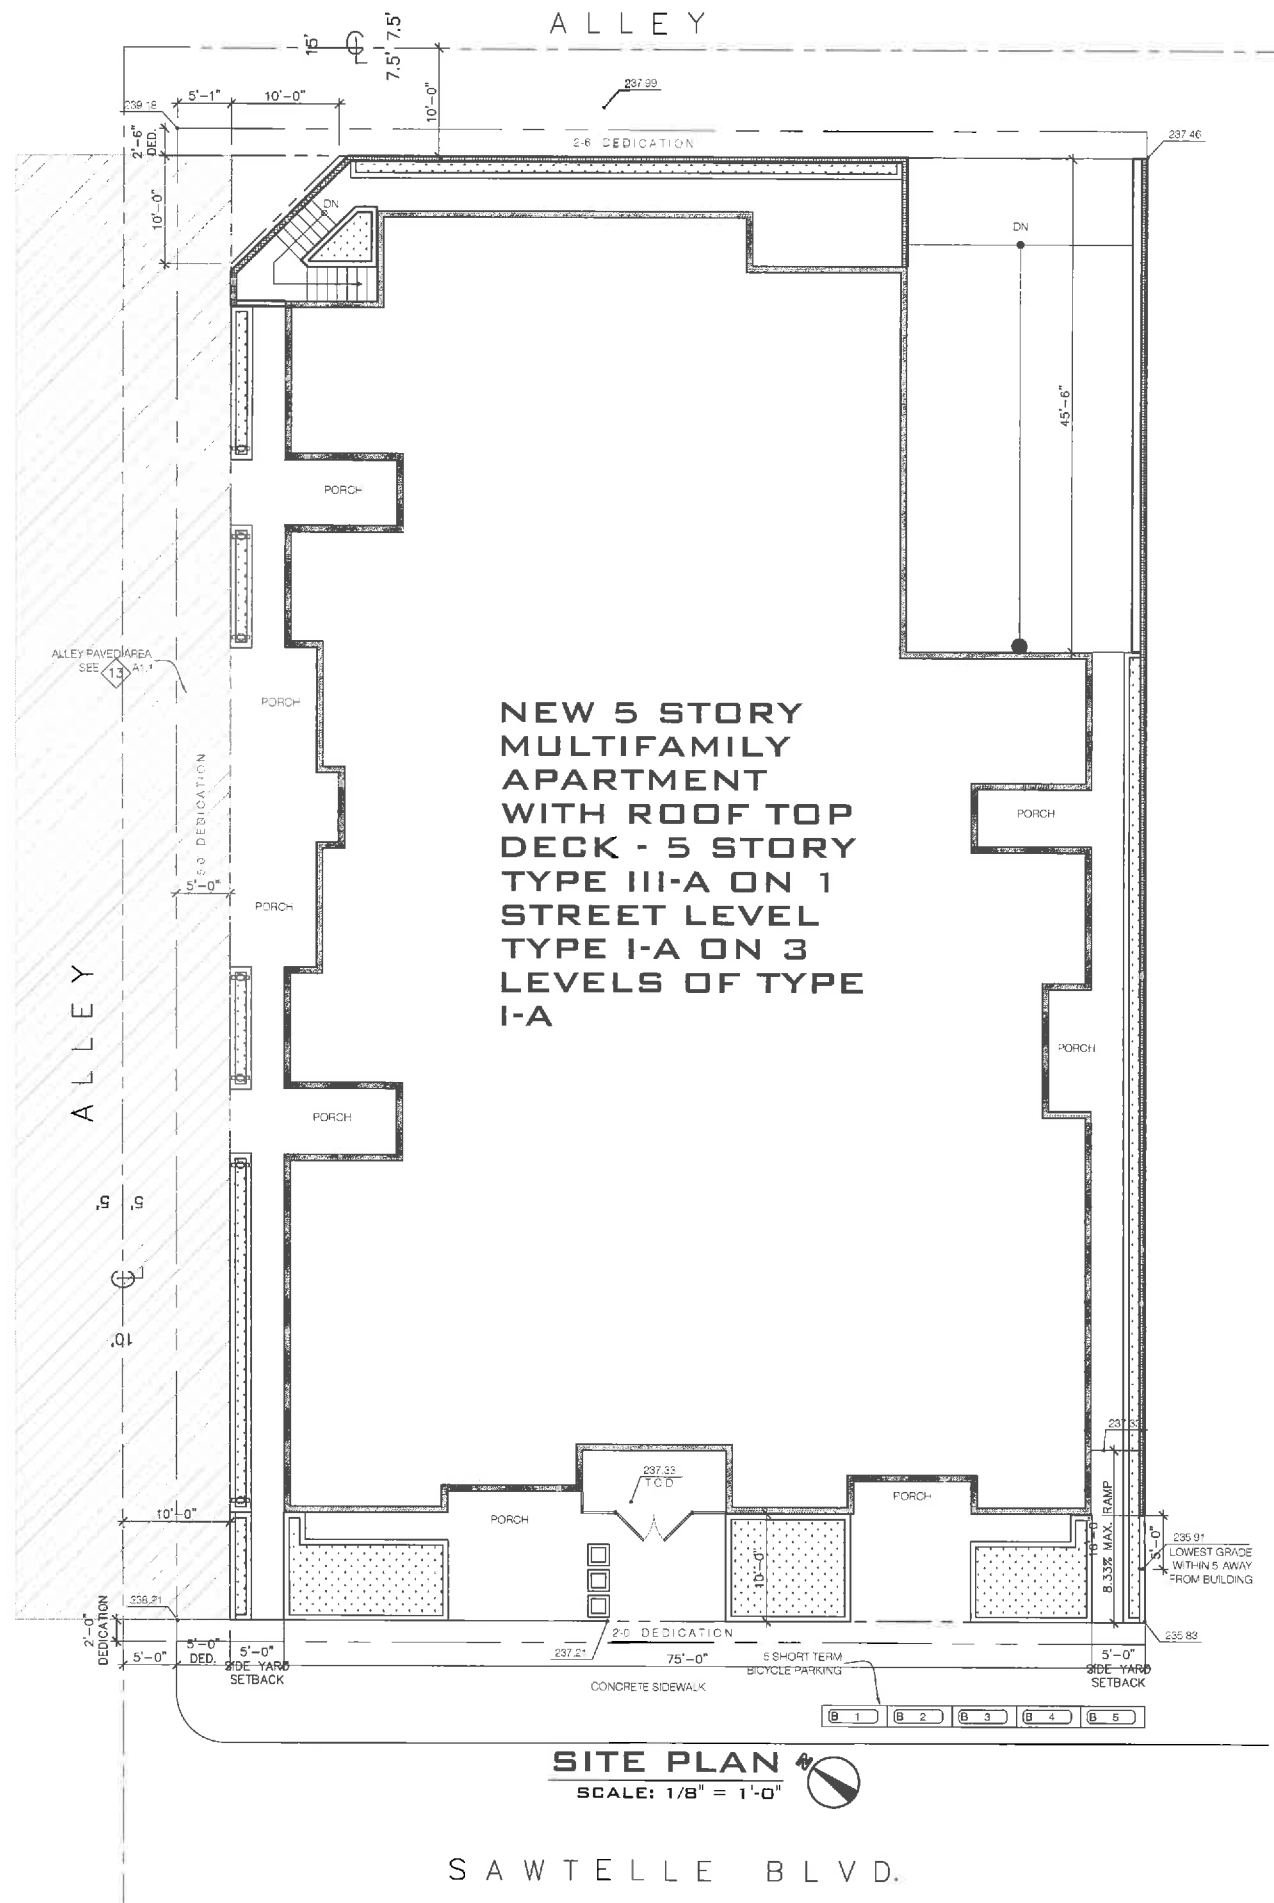 ALLEY
15'
7.5' 7.5'
℄
237.99
5'-1"
10'-0"
10'-0"
239.18
2'-6"
DED.
2-6 DEDICATION
237.46
DN
10'-0"
DN
45'-6"
PORCH
ALLEY PAVED AREA
SEE 13 A1.1
PORCH
NEW 5 STORY
MULTIFAMILY
APARTMENT
WITH ROOF TOP
DECK - 5 STORY
TYPE III-A ON 1
STREET LEVEL
TYPE I-A ON 3
LEVELS OF TYPE
I-A
5-0 DEDICATION
PORCH
5'-0"
PORCH
ALLEY
PORCH
PORCH
5' 5'
℄
10'
237.33
237.33
T.O.D
PORCH
PORCH
10'-0"
10'-0"
8.33% MAX. RAMP
5'-0"
235.91
LOWEST GRADE
WITHIN 5 AWAY
FROM BUILDING
2'-0"
DEDICATION
2-0 DEDICATION
235.83
237.21
5'-0"
5'-0"
DED.
5'-0"
SIDE YARD
SETBACK
75'-0"
5 SHORT TERM
BICYCLE PARKING
5'-0"
SIDE YARD
SETBACK
CONCRETE SIDEWALK
B 1 B 2 B 3 B 4 B 5
SITE PLAN
N
SCALE: 1/8" = 1'-0"
SAWTELLE BLVD.